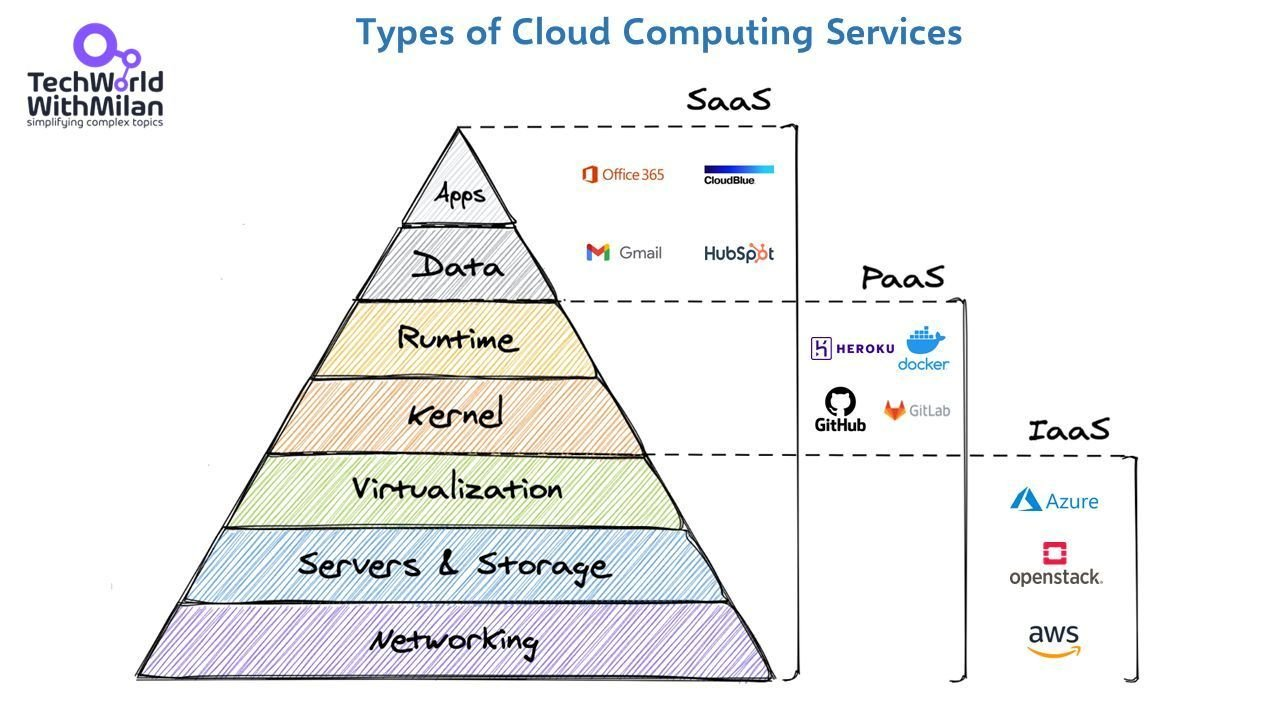 Types of Cloud Computing Services
TechWorld
WithMilan
simplifying complex topics
SaaS
Apps
Office 365
CloudBlue
Data
Gmail
HubSpot
PaaS
Runtime
HEROKU
docker
Kernel
GitHub
GitLab
IaaS
Virtualization
Azure
Servers & Storage
openstack.
Networking
aws